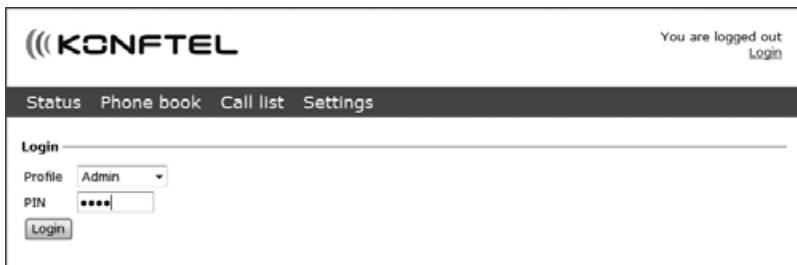 KONFTEL
You are logged out
Login
Status Phone book Call list Settings
Login
Profile Admin
PIN ••••
Login